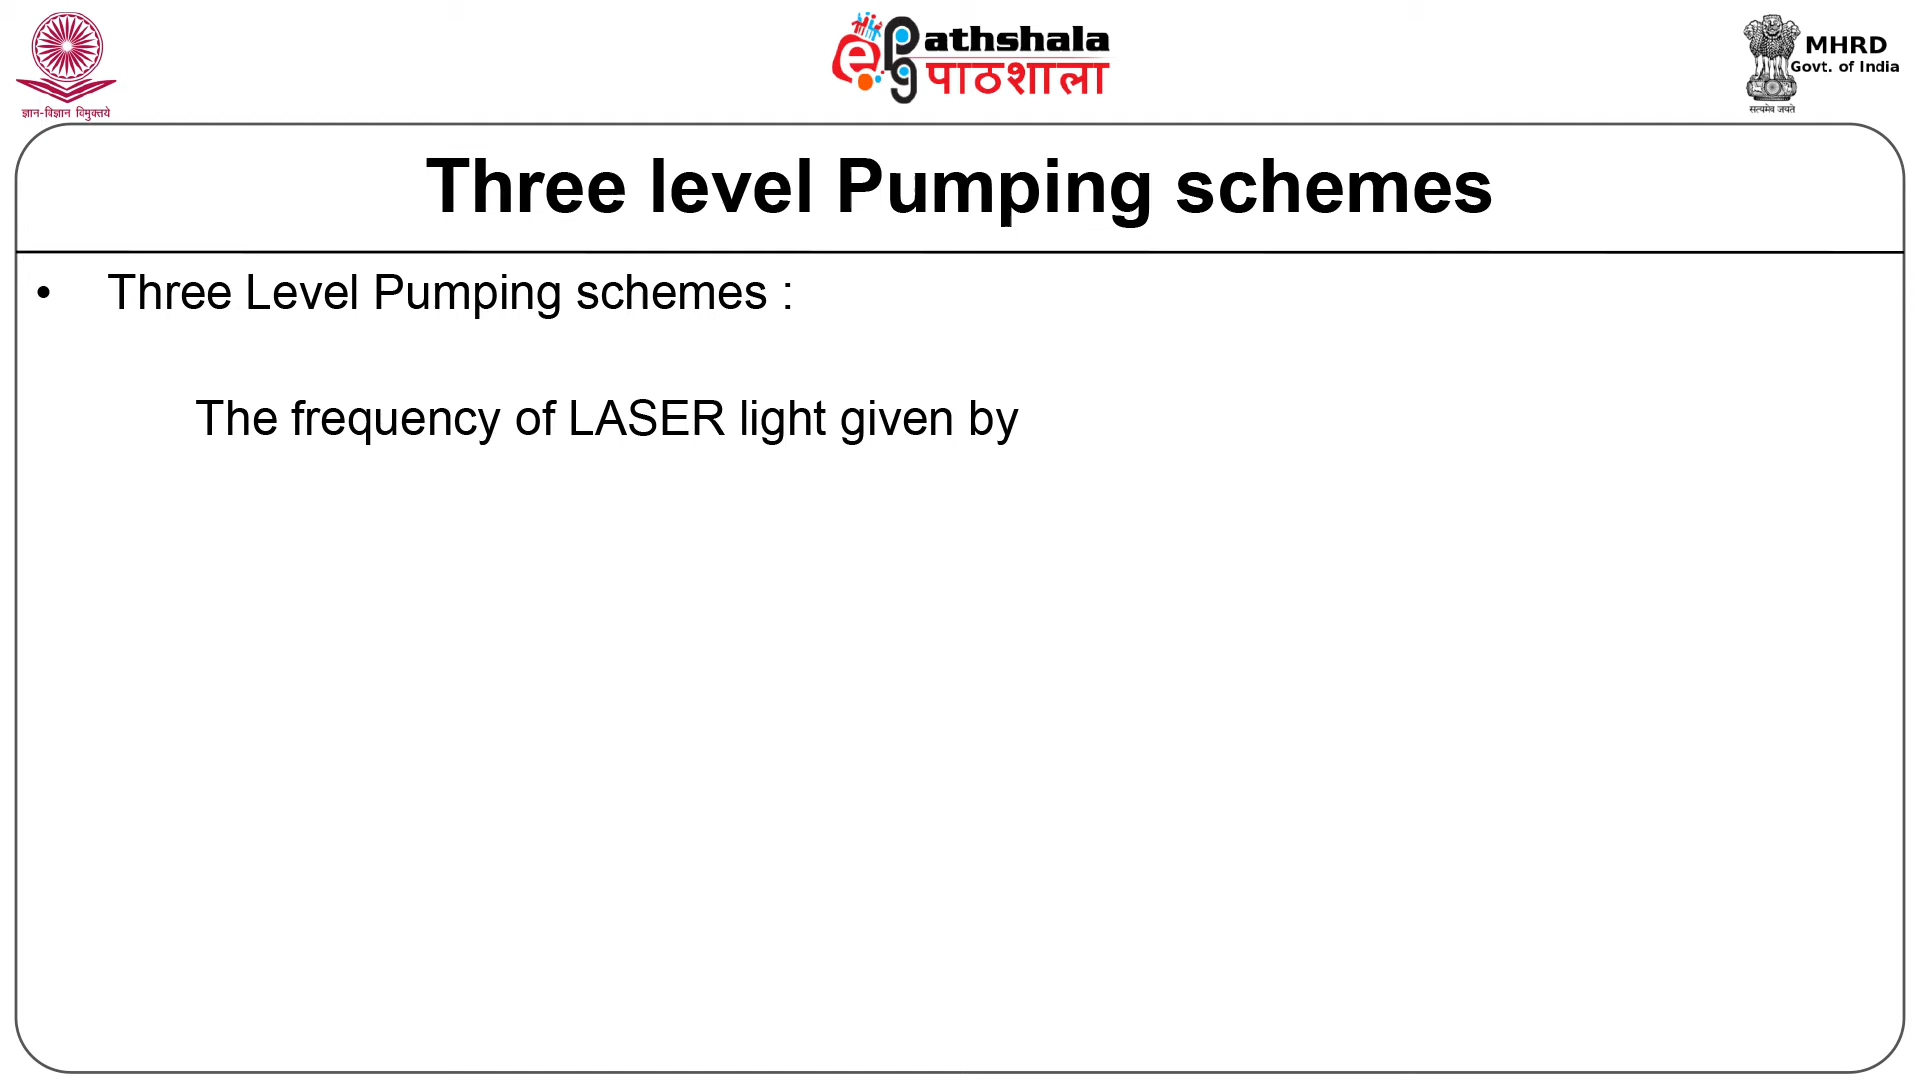 ज्ञान-विज्ञान विमुक्तये
e Pathshala
पाठशाला
MHRD
Govt. of India
सत्यमेव जयते
Three level Pumping schemes
• Three Level Pumping schemes :
The frequency of LASER light given by